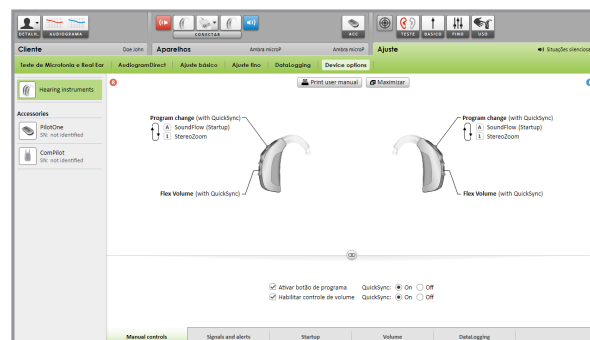 DETALH. AUDIOGRAMA
CONECTAR
ACC
TESTE BASICO FINO USO
Cliente Doe John Aparelhos Ambra microP Ambra microP Ajuste Situações silencios
Teste de Microfonia e Real Ear AudiogramDirect Ajuste básico Ajuste fino DataLogging Device options
Hearing instruments
Print user manual Maximizar
Accessories
PilotOne
SN: not identified
ComPilot
SN: not identified
Program change (with QuickSync)
A SoundFlow (Startup)
1 StereoZoom
Flex Volume (with QuickSync)
Program change (with QuickSync)
A SoundFlow (Startup)
1 StereoZoom
Flex Volume (with QuickSync)
Ativar botão de programa QuickSync: On Off
Habilitar controle de volume QuickSync: On Off
Manual controls Signals and alerts Startup Volume DataLogging